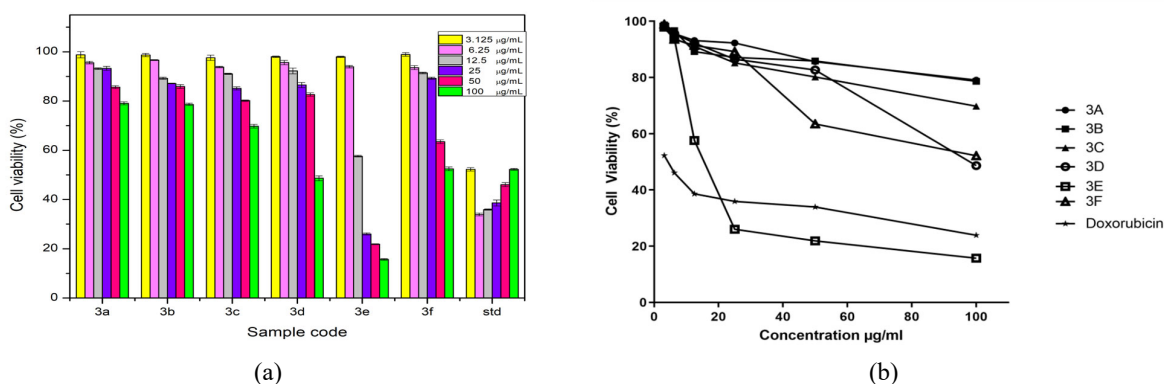 Cell viability (%)
100
80
60
40
20
0
3.125 μg/mL
6.25 μg/mL
12.5 μg/mL
25 μg/mL
50 μg/mL
100 μg/mL
3a 3b 3c 3d 3e 3f std
Sample code
(a)
Cell Viability (%)
100
80
60
40
20
0
0 20 40 60 80 100
Concentration μg/ml
3A
3B
3C
3D
3E
3F
Doxorubicin
(b)